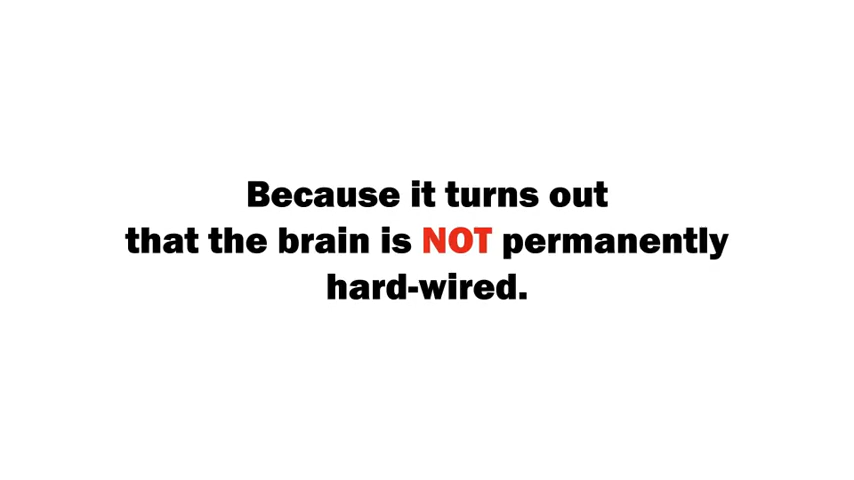 Because it turns out
that the brain is NOT permanently
hard-wired.